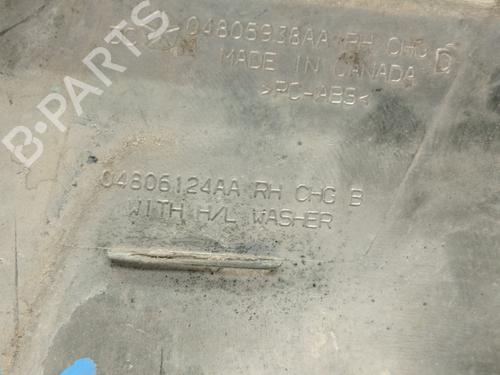 04805938AA RH CHG
MADE IN CANADA
>PC-ABS<
B-PARTS
04806124AA RH CHG B
WITH H/L WASHER